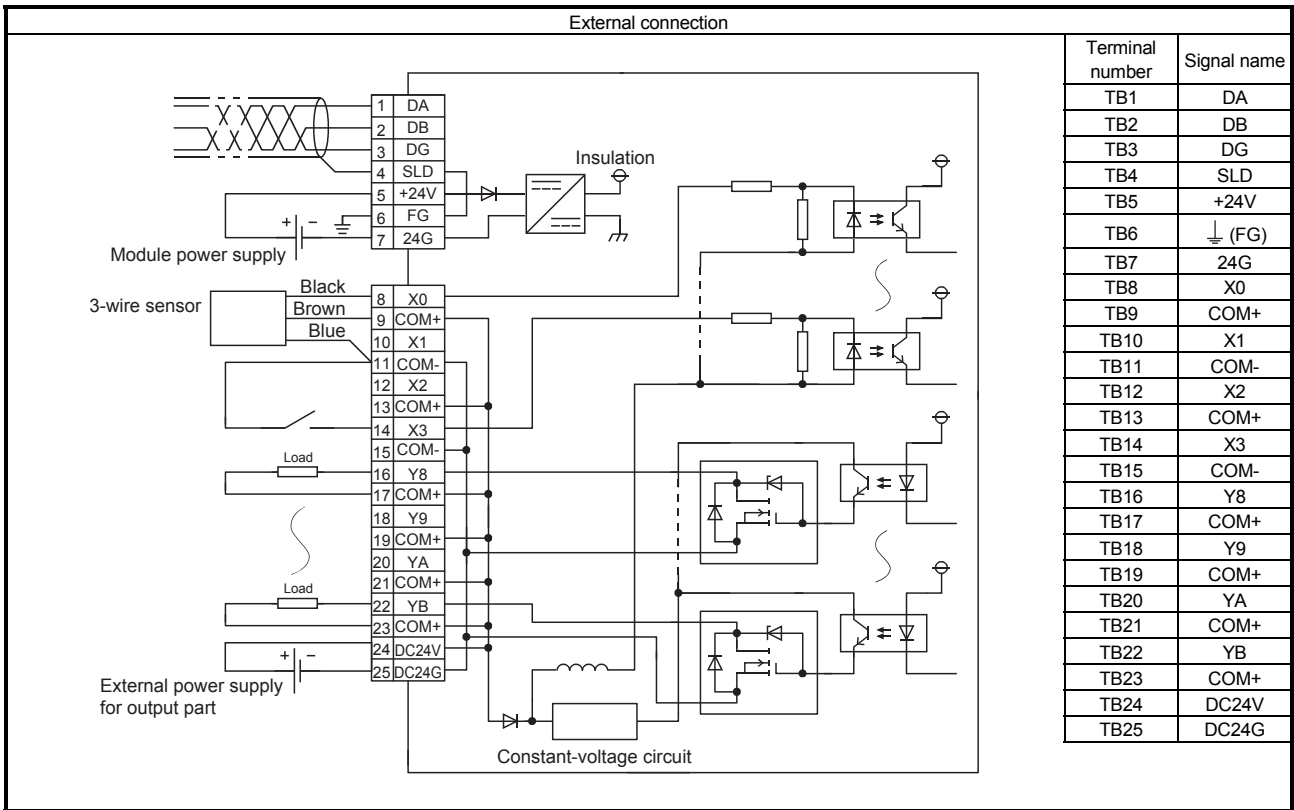 External connection
1 DA
2 DB
3 DG
4 SLD
5 +24V
6 FG
7 24G
Insulation
+ −
Module power supply
3-wire sensor
Black
Brown
Blue
8 X0
9 COM+
10 X1
11 COM-
12 X2
13 COM+
14 X3
15 COM-
16 Y8
17 COM+
18 Y9
19 COM+
20 YA
21 COM+
22 YB
23 COM+
24 DC24V
25 DC24G
Load
Load
+ −
External power supply
for output part
Constant-voltage circuit
Terminal number Signal name
TB1 DA
TB2 DB
TB3 DG
TB4 SLD
TB5 +24V
TB6 (FG)
TB7 24G
TB8 X0
TB9 COM+
TB10 X1
TB11 COM-
TB12 X2
TB13 COM+
TB14 X3
TB15 COM-
TB16 Y8
TB17 COM+
TB18 Y9
TB19 COM+
TB20 YA
TB21 COM+
TB22 YB
TB23 COM+
TB24 DC24V
TB25 DC24G